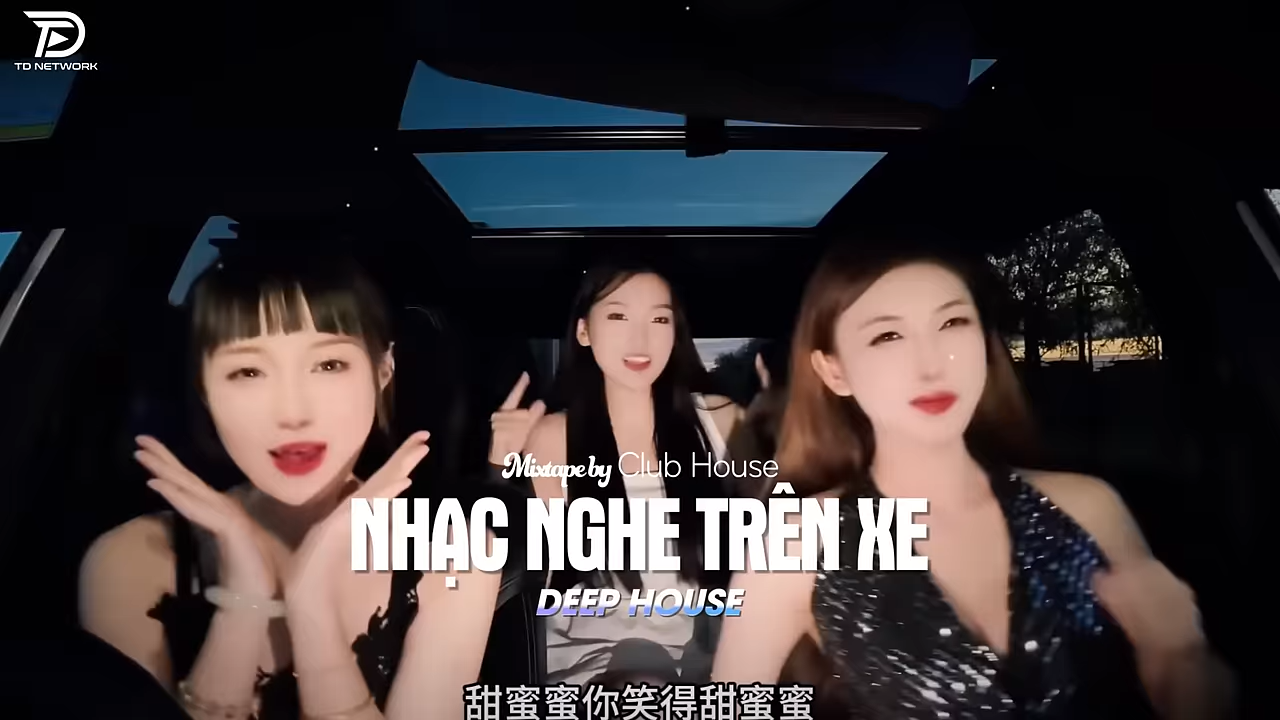 TD NETWORK
Mixtape by Club House
NHẠC NGHE TRÊN XE
DEEP HOUSE
甜蜜蜜你笑得甜蜜蜜